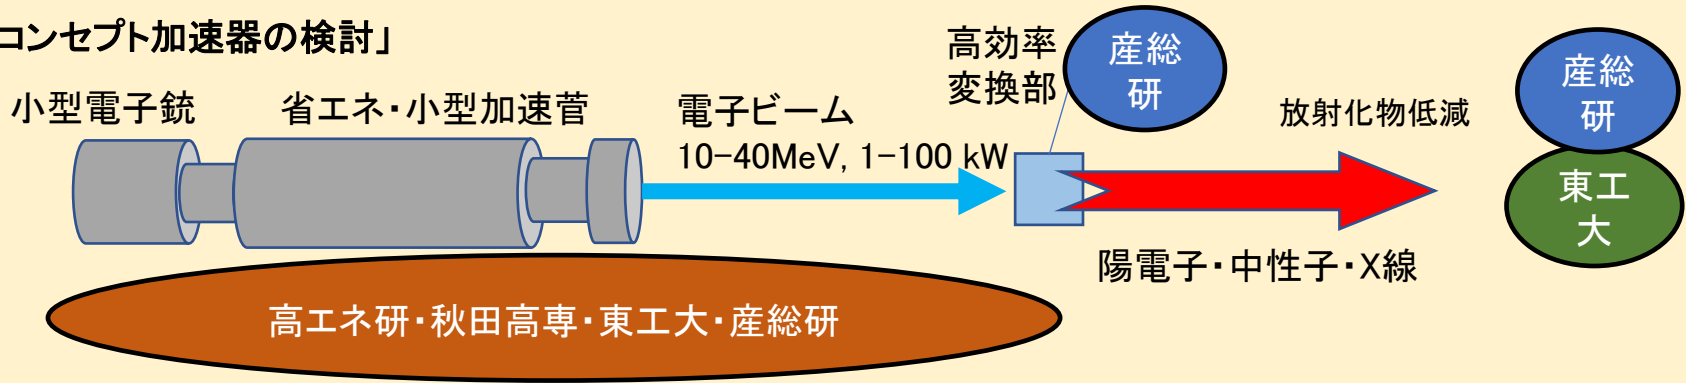 コンセプト加速器の検討」
小型電子銃
省エネ・小型加速菅
電子ビーム
10-40MeV, 1-100 kW
高効率
変換部
産総
研
放射化物低減
産総
研
東工
大
陽電子・中性子・X線
高エネ研・秋田高専・東工大・産総研